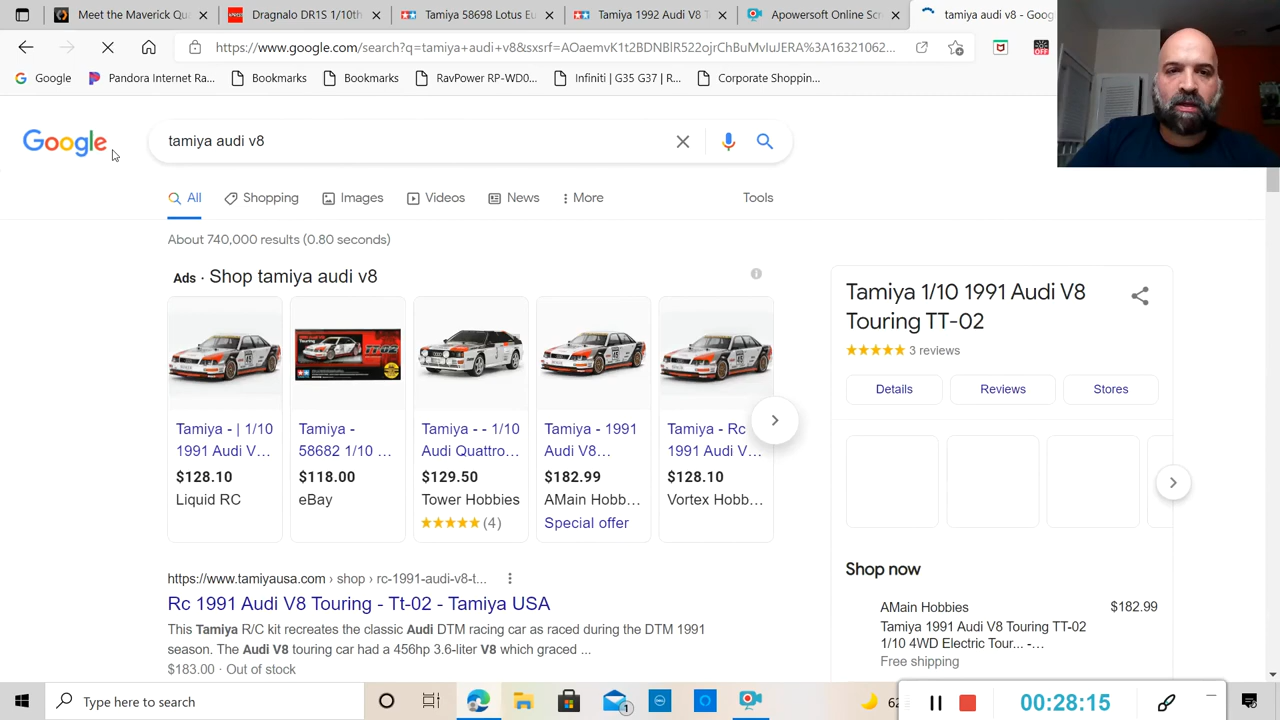 Meet the Maverick Qua
Dragnalo DR1S 1/10th
Tamiya 58698 Lotus Eu
Tamiya 1992 Audi V8 T
Apowersoft Online Scr
tamiya audi v8 - Goog
https://www.google.com/search?q=tamiya+audi+v8&sxsrf=AOaemvK1t2BDNBIR522ojrChBuMvIuJERA%3A16321062...
OFF
Google
Pandora Internet Ra...
Bookmarks
Bookmarks
RavPower RP-WD0...
Infiniti | G35 G37 | R...
Corporate Shoppin...
Google
tamiya audi v8
All
Shopping
Images
Videos
News
More
Tools
About 740,000 results (0.80 seconds)
Ads · Shop tamiya audi v8
Tamiya - | 1/10
1991 Audi V...
$128.10
Liquid RC
Tamiya -
58682 1/10 ...
$118.00
eBay
Tamiya - - 1/10
Audi Quattro...
$129.50
Tower Hobbies
(4)
Tamiya - 1991
Audi V8...
$182.99
AMain Hobb...
Special offer
Tamiya - Rc
1991 Audi V...
$128.10
Vortex Hobb...
https://www.tamiyausa.com › shop › rc-1991-audi-v8-t...
Rc 1991 Audi V8 Touring - Tt-02 - Tamiya USA
This Tamiya R/C kit recreates the classic Audi DTM racing car as raced during the DTM 1991
season. The Audi V8 touring car had a 456hp 3.6-liter V8 which graced ...
$183.00 · Out of stock
Tamiya 1/10 1991 Audi V8
Touring TT-02
3 reviews
Details
Reviews
Stores
Shop now
AMain Hobbies
$182.99
Tamiya 1991 Audi V8 Touring TT-02
1/10 4WD Electric Tour... -...
Free shipping
Type here to search
1
00:28:15